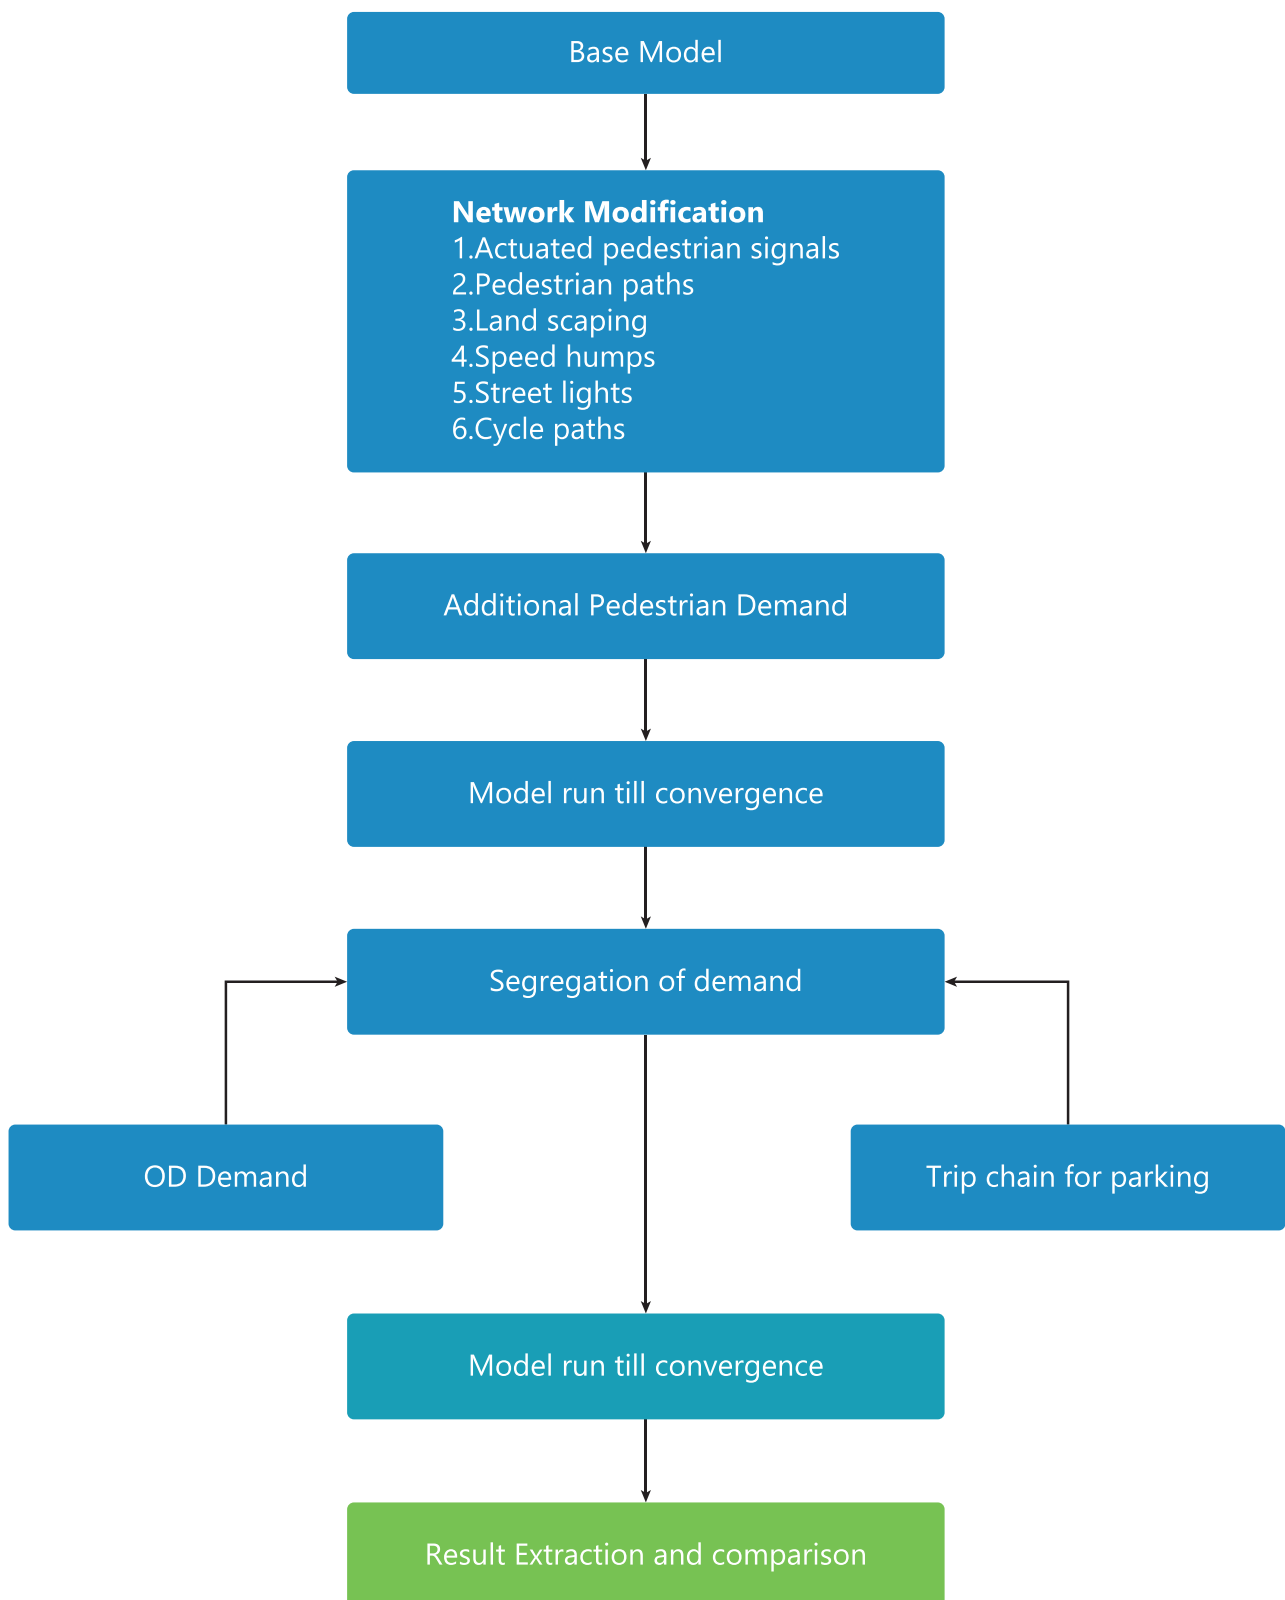 Base Model
Network Modification
1.Actuated pedestrian signals
2.Pedestrian paths
3.Land scaping
4.Speed humps
5.Street lights
6.Cycle paths
Additional Pedestrian Demand
Model run till convergence
Segregation of demand
OD Demand
Trip chain for parking
Model run till convergence
Result Extraction and comparison